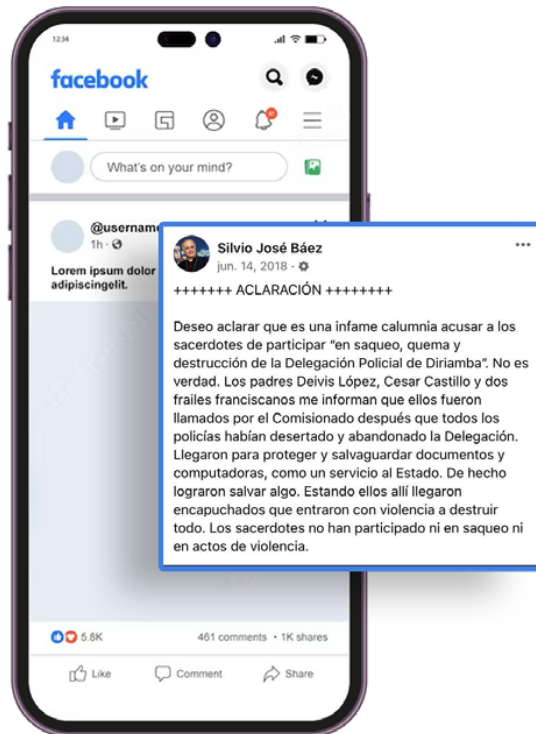 12:34
facebook
What's on your mind?
@username
1h
Lorem ipsum dolor
adipiscingelit.
Silvio José Báez
jun. 14, 2018
+++++++ ACLARACIÓN ++++++++
Deseo aclarar que es una infame calumnia acusar a los
sacerdotes de participar “en saqueo, quema y
destrucción de la Delegación Policial de Diriamba”. No es
verdad. Los padres Deivis López, Cesar Castillo y dos
frailes franciscanos me informan que ellos fueron
llamados por el Comisionado después que todos los
policías habían desertado y abandonado la Delegación.
Llegaron para proteger y salvaguardar documentos y
computadoras, como un servicio al Estado. De hecho
lograron salvar algo. Estando ellos allí llegaron
encapuchados que entraron con violencia a destruir
todo. Los sacerdotes no han participado ni en saqueo ni
en actos de violencia.
5.8K 461 comments • 1K shares
Like Comment Share